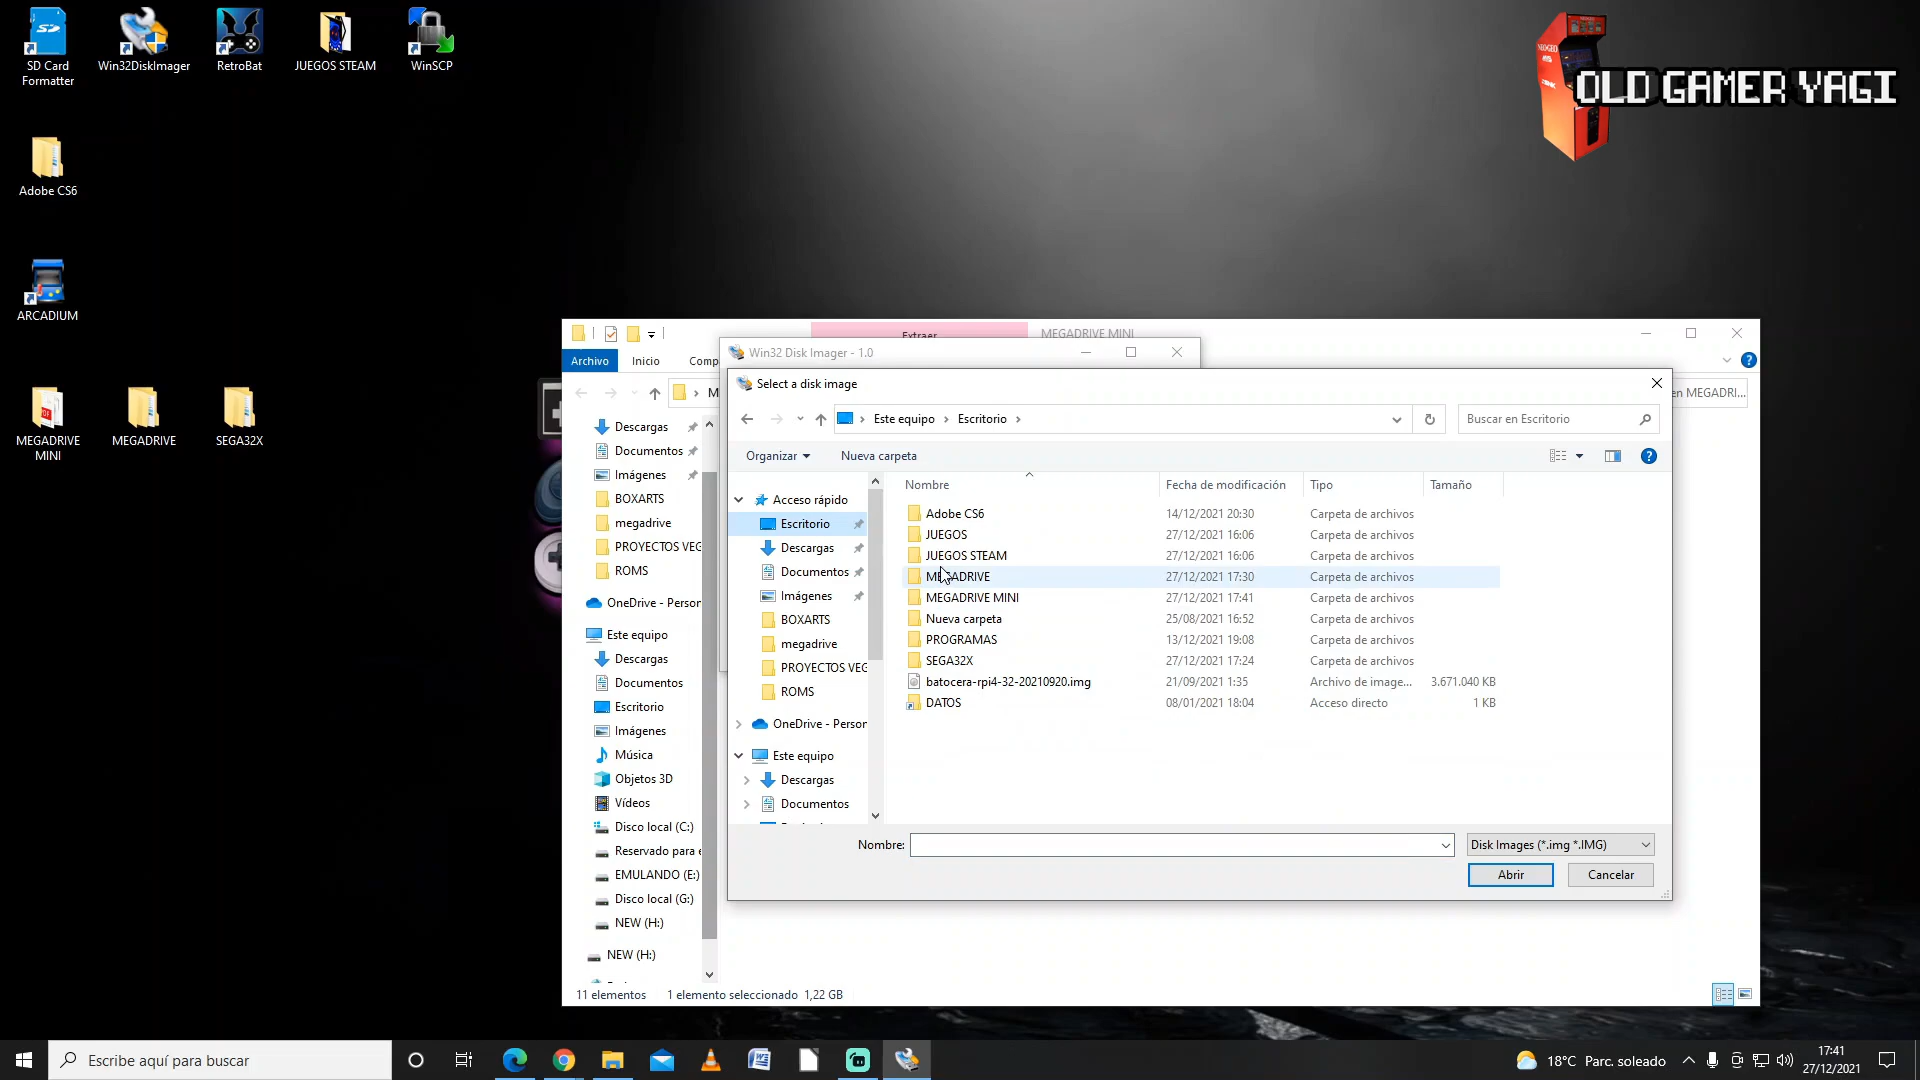 SD Card
Formatter
Win32DiskImager
RetroBat
JUEGOS STEAM
WinSCP
OLD GAMER YAGI
Adobe CS6
ARCADIUM
MEGADRIVE
MINI
MEGADRIVE
SEGA32X
Extraer
MEGADRIVE MINI
Archivo
Inicio
Comp
M
en MEGADRI...
Descargas
Documentos
Imágenes
BOXARTS
megadrive
PROYECTOS VEG
ROMS
OneDrive - Person
Este equipo
Descargas
Documentos
Escritorio
Imágenes
Música
Objetos 3D
Vídeos
Disco local (C:)
Reservado para e
EMULANDO (E:)
Disco local (G:)
NEW (H:)
NEW (H:)
11 elementos
1 elemento seleccionado 1,22 GB
Win32 Disk Imager - 1.0
Select a disk image
Este equipo
Escritorio
Buscar en Escritorio
Organizar
Nueva carpeta
Acceso rápido
Escritorio
Descargas
Documentos
Imágenes
BOXARTS
megadrive
PROYECTOS VEG
ROMS
OneDrive - Person
Este equipo
Descargas
Documentos
Nombre Fecha de modificación Tipo Tamaño
Adobe CS6 14/12/2021 20:30 Carpeta de archivos
JUEGOS 27/12/2021 16:06 Carpeta de archivos
JUEGOS STEAM 27/12/2021 16:06 Carpeta de archivos
MEGADRIVE 27/12/2021 17:30 Carpeta de archivos
MEGADRIVE MINI 27/12/2021 17:41 Carpeta de archivos
Nueva carpeta 25/08/2021 16:52 Carpeta de archivos
PROGRAMAS 13/12/2021 19:08 Carpeta de archivos
SEGA32X 27/12/2021 17:24 Carpeta de archivos
batocera-rpi4-32-20210920.img 21/09/2021 1:35 Archivo de image... 3.671.040 KB
DATOS 08/01/2021 18:04 Acceso directo 1 KB
Nombre:
Disk Images (*.img *.IMG)
Abrir
Cancelar
Escribe aquí para buscar
18°C Parc. soleado
17:41
27/12/2021